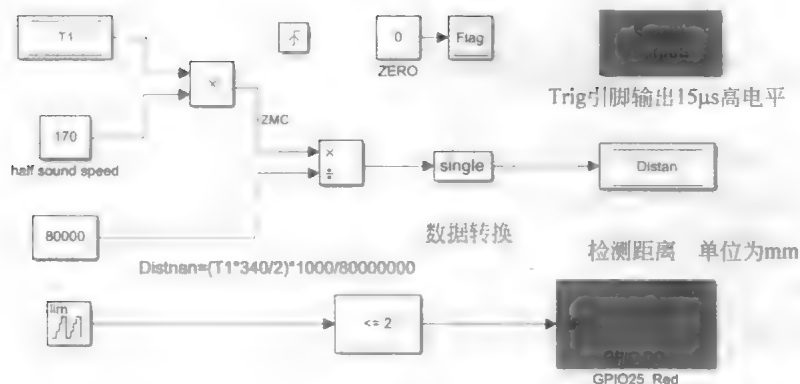 T1
×
170
half sound speed
0
ZERO
Flag
Trig引脚输出15μs高电平
ZMC
×
÷
single
Distan
80000
数据转换
检测距离 单位为mm
Distnan=(T1*340/2)*1000/80000000
lim
<= 2
GPIO25_Red